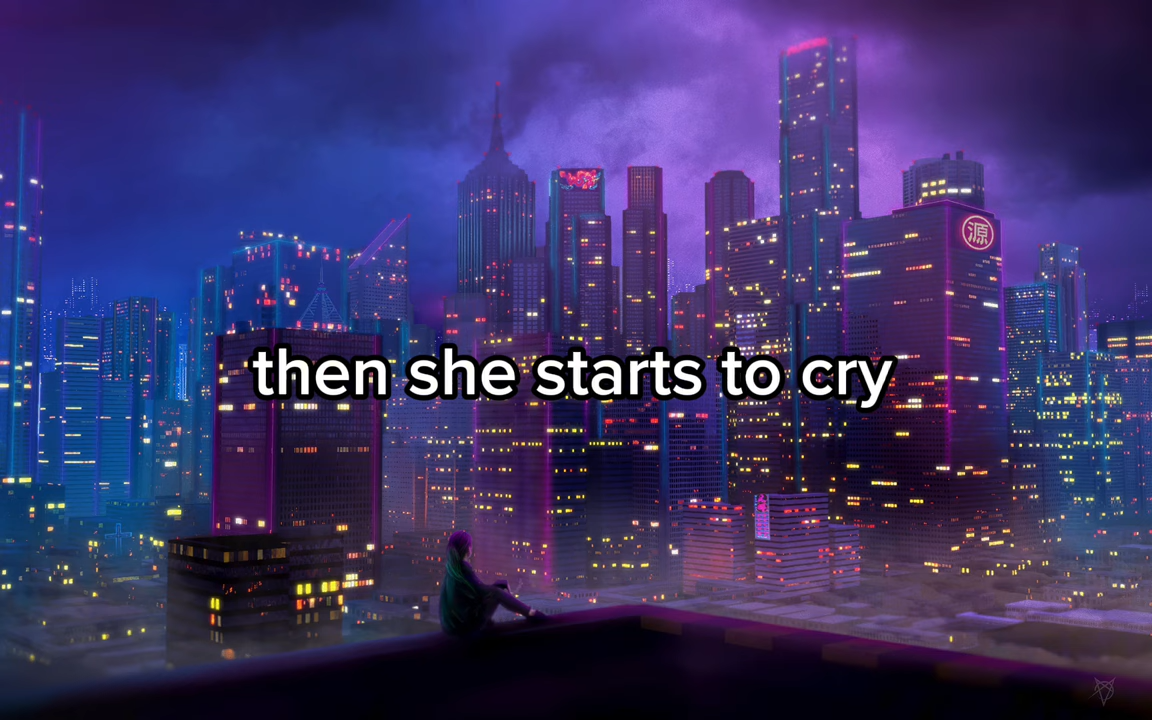 源
then she starts to cry